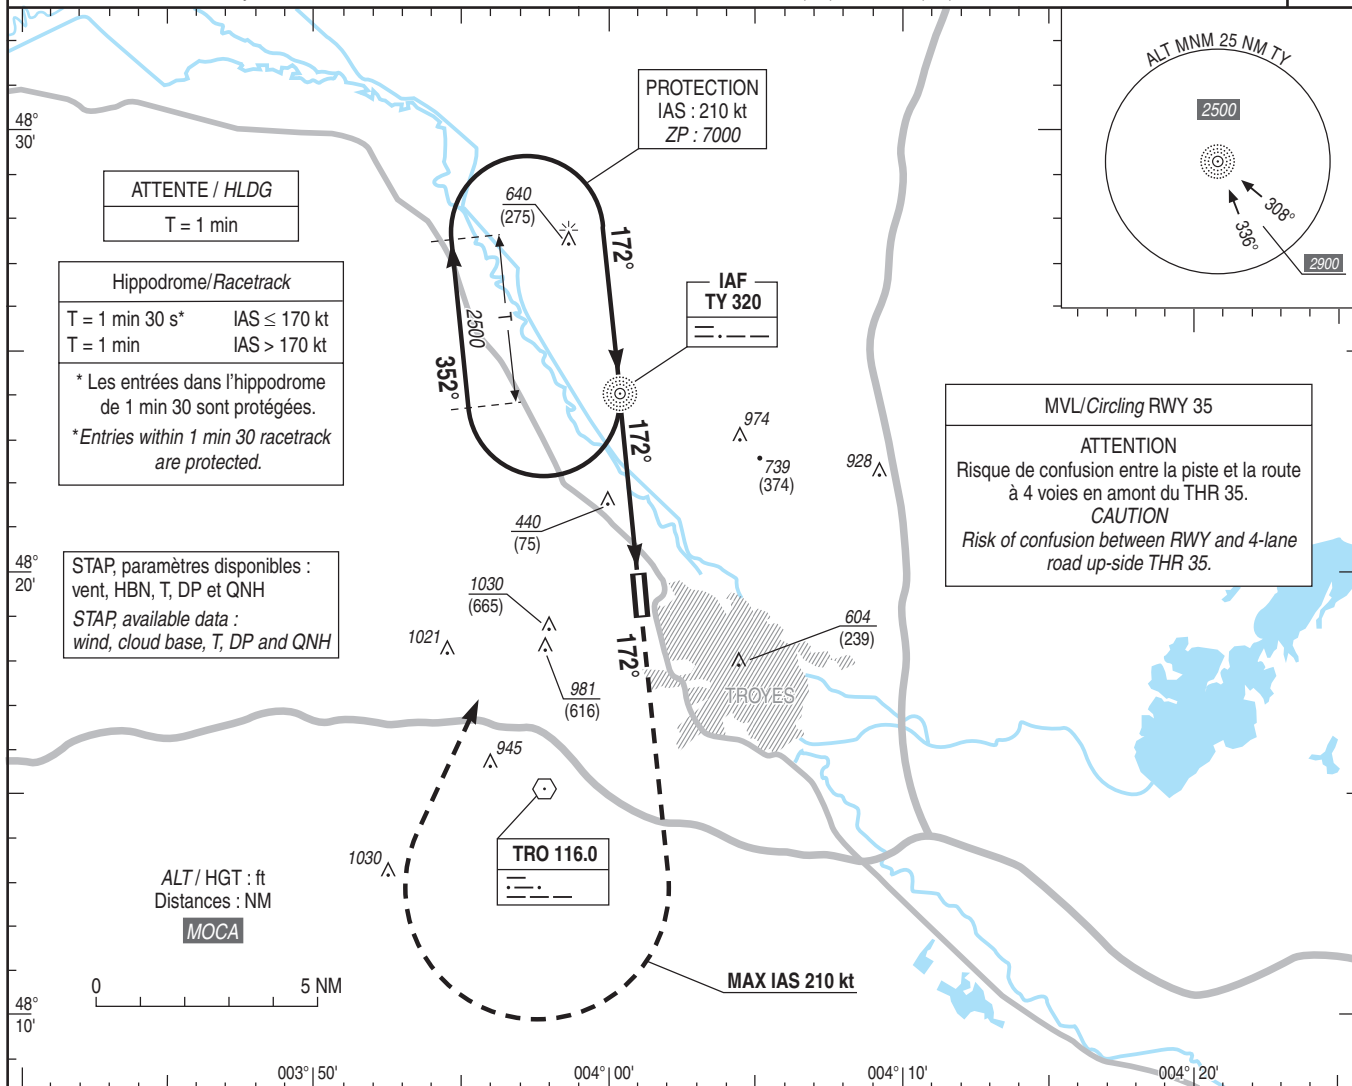 ALT MNM 25 NM TY
2500
308°
336°
2900
PROTECTION
IAS : 210 kt
ZP : 7000
48°
30'
ATTENTE / HLDG
T = 1 min
640
(275)
172°
Hippodrome/Racetrack
T = 1 min 30 s* IAS ≤ 170 kt
T = 1 min IAS > 170 kt
* Les entrées dans l'hippodrome
de 1 min 30 sont protégées.
*Entries within 1 min 30 racetrack
are protected.
IAF
TY 320
T
2500
352°
172°
974
739
(374)
928
MVL/Circling RWY 35
ATTENTION
Risque de confusion entre la piste et la route
à 4 voies en amont du THR 35.
CAUTION
Risk of confusion between RWY and 4-lane
road up-side THR 35.
440
(75)
48°
20'
STAP, paramètres disponibles :
vent, HBN, T, DP et QNH
STAP, available data :
wind, cloud base, T, DP and QNH
1030
(665)
1021
981
(616)
172°
604
(239)
TROYES
945
TRO 116.0
1030
ALT / HGT : ft
Distances : NM
MOCA
0 5 NM
MAX IAS 210 kt
48°
10'
003° 50' 004° 00' 004° 10' 004° 20'